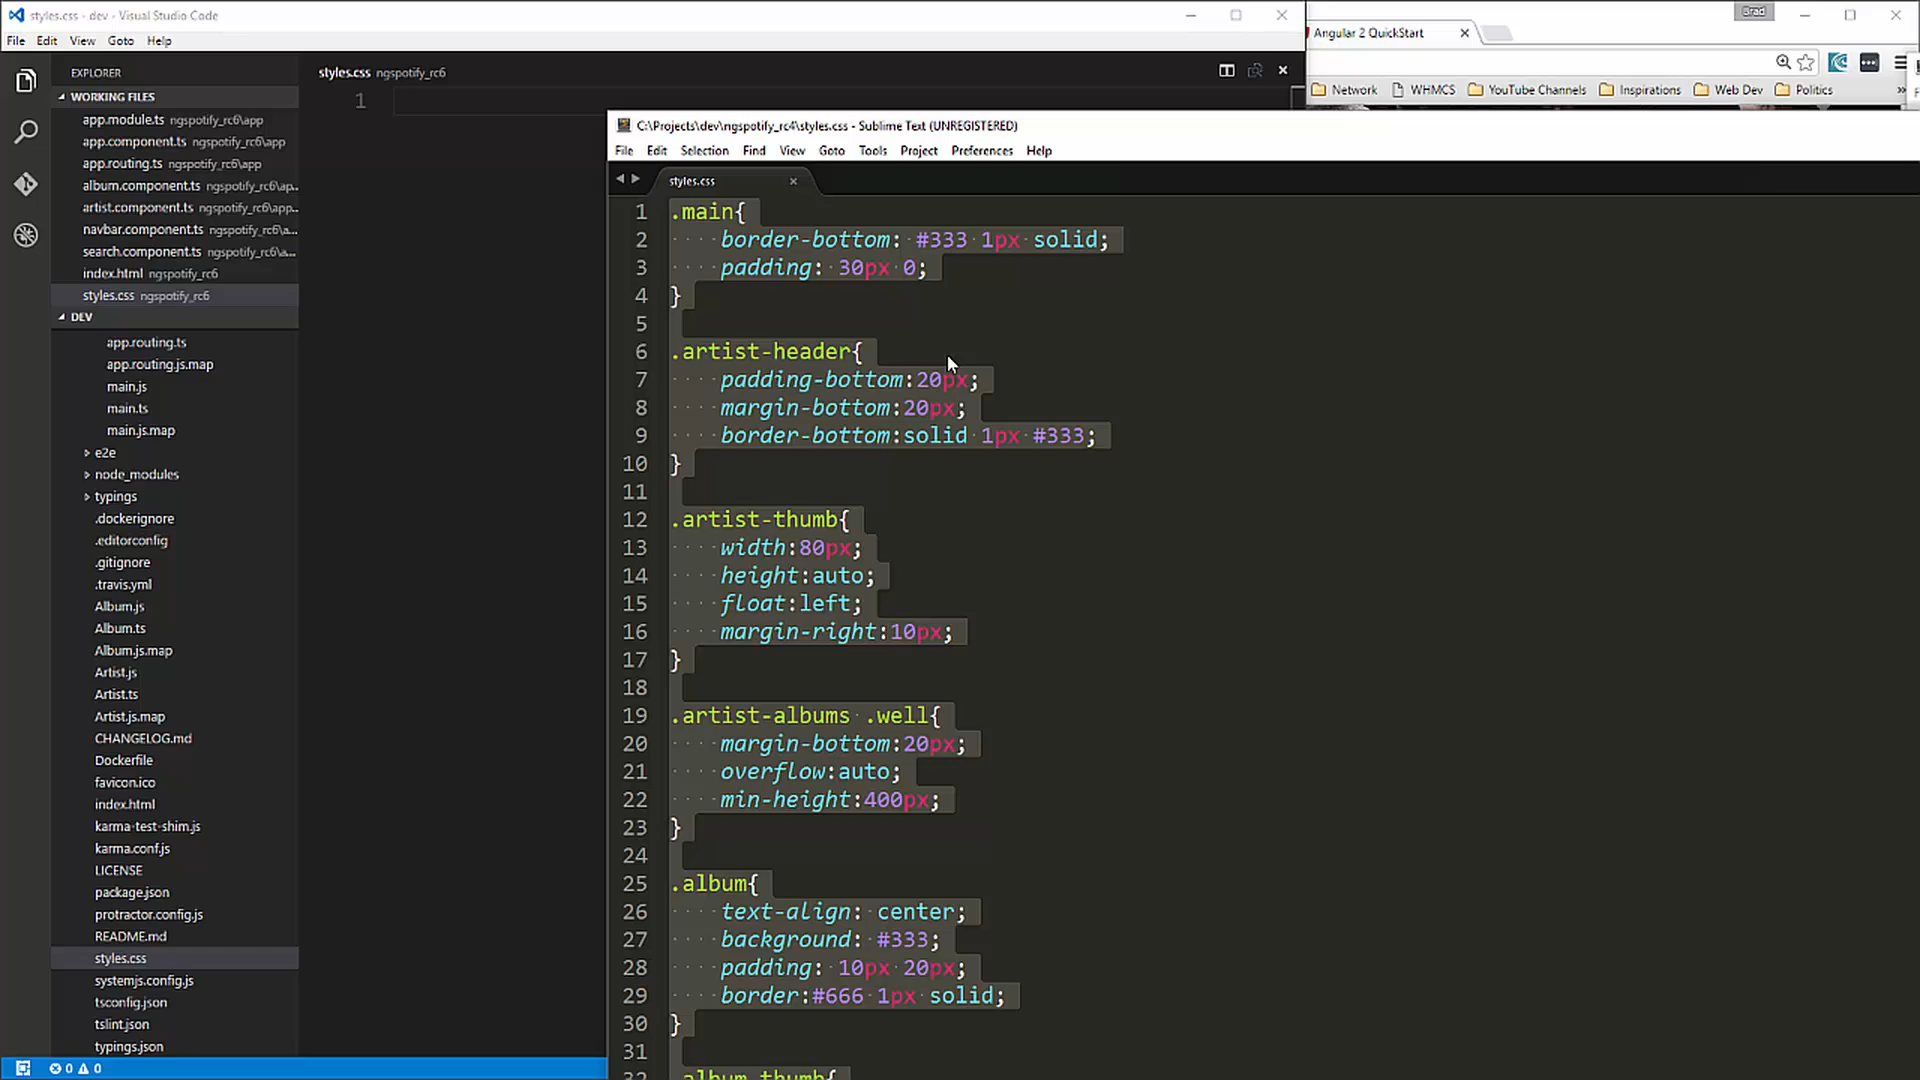 styles.css - dev - Visual Studio Code
File Edit View Goto Help
EXPLORER
WORKING FILES
app.module.ts ngspotify_rc6\app
app.component.ts ngspotify_rc6\app
app.routing.ts ngspotify_rc6\app
album.component.ts ngspotify_rc6\ap...
artist.component.ts ngspotify_rc6\app...
navbar.component.ts ngspotify_rc6\a...
search.component.ts ngspotify_rc6\a...
index.html ngspotify_rc6
styles.css ngspotify_rc6
DEV
app.routing.ts
app.routing.js.map
main.js
main.ts
main.js.map
e2e
node_modules
typings
.dockerignore
.editorconfig
.gitignore
.travis.yml
Album.js
Album.ts
Album.js.map
Artist.js
Artist.ts
Artist.js.map
CHANGELOG.md
Dockerfile
favicon.ico
index.html
karma-test-shim.js
karma.conf.js
LICENSE
package.json
protractor.config.js
README.md
styles.css
systemjs.config.js
tsconfig.json
tslint.json
typings.json
0 0
styles.css ngspotify_rc6
1
Brad
Angular 2 QuickStart
Network WHMCS YouTube Channels Inspirations Web Dev Politics »
C:\Projects\dev\ngspotify_rc4\styles.css - Sublime Text (UNREGISTERED)
File Edit Selection Find View Goto Tools Project Preferences Help
styles.css
1 .main{
2 border-bottom: #333 1px solid;
3 padding: 30px 0;
4 }
5
6 .artist-header{
7 padding-bottom:20px;
8 margin-bottom:20px;
9 border-bottom:solid 1px #333;
10 }
11
12 .artist-thumb{
13 width:80px;
14 height:auto;
15 float:left;
16 margin-right:10px;
17 }
18
19 .artist-albums .well{
20 margin-bottom:20px;
21 overflow:auto;
22 min-height:400px;
23 }
24
25 .album{
26 text-align: center;
27 background: #333;
28 padding: 10px 20px;
29 border:#666 1px solid;
30 }
31
32 .album-thumb{